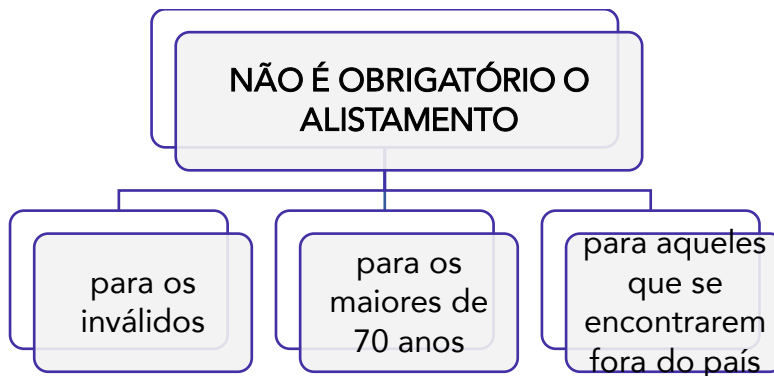 NÃO É OBRIGATÓRIO O
ALISTAMENTO
para os
inválidos
para os
maiores de
70 anos
para aqueles
que se
encontrarem
fora do país